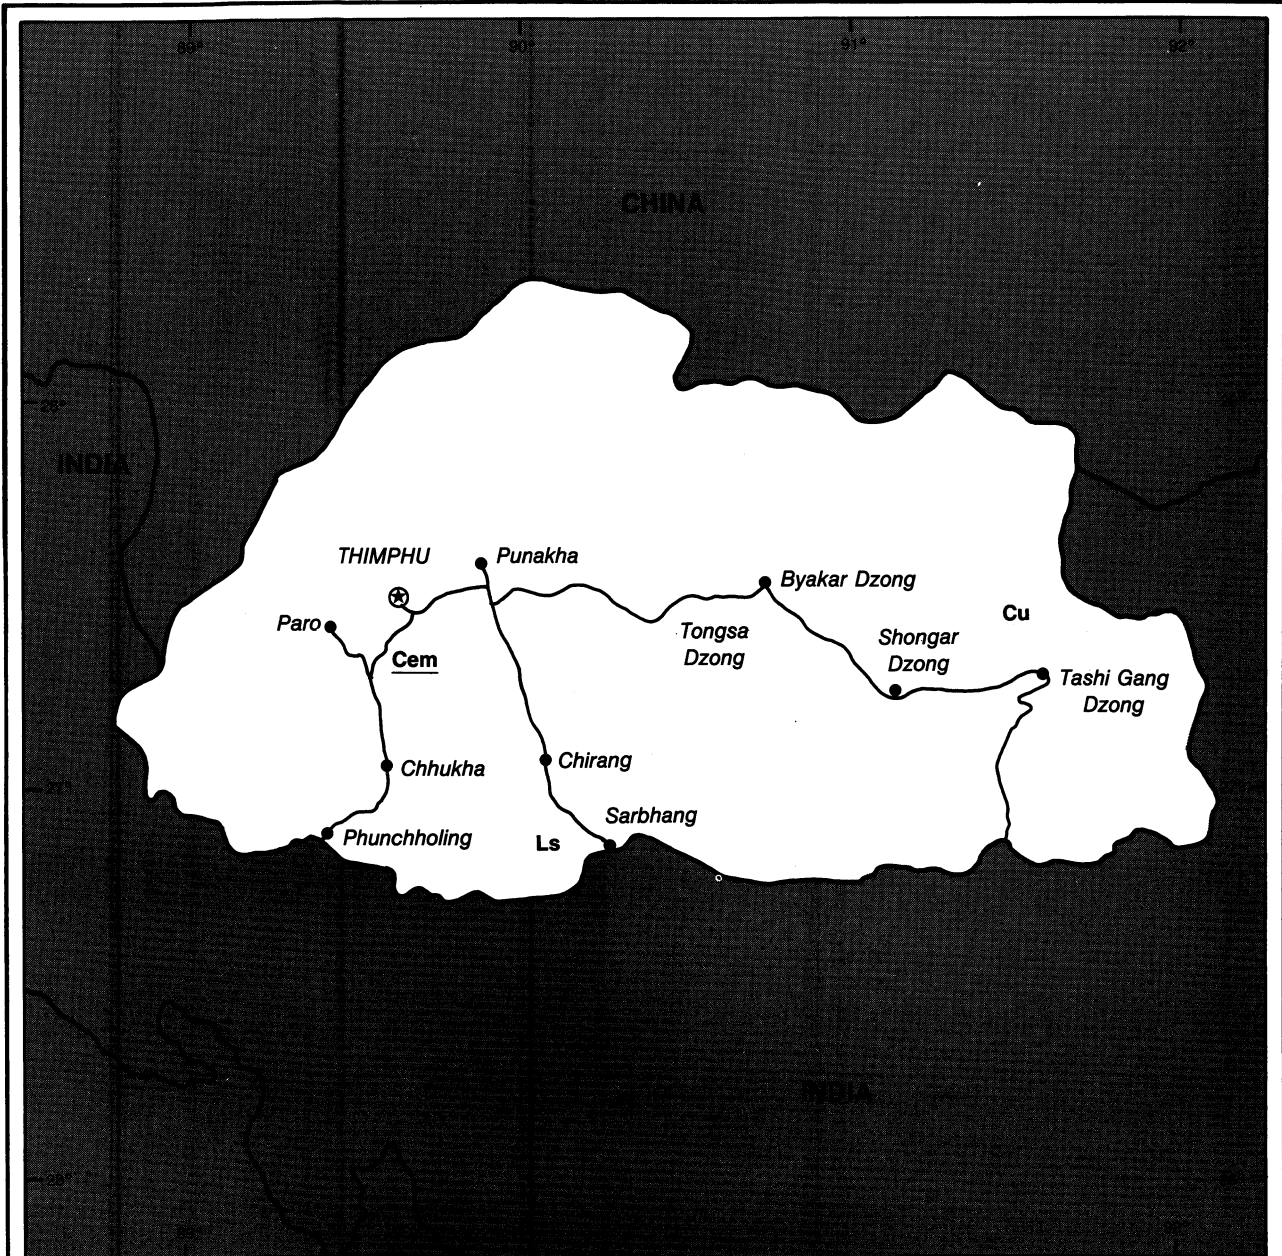 89° 90° 91° 92°
CHINA
26°
INDIA
THIMPHU
Punakha
Byakar Dzong
Cu
Paro
Tongsa
Dzong
Shongar
Dzong
Cem
Tashi Gang
Dzong
Chhukha
Chirang
27°
Sarbhang
Phunchholing
Ls
INDIA